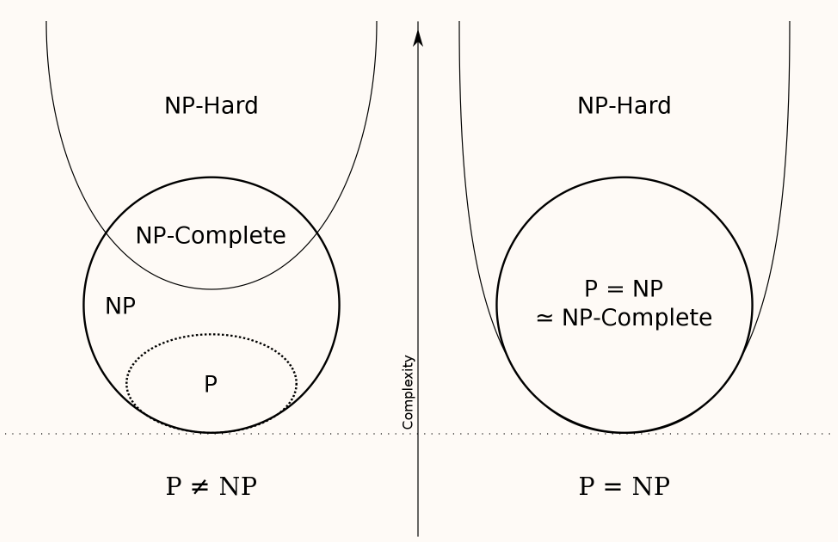 NP-Hard
NP-Complete
NP
P
P ≠ NP
Complexity
NP-Hard
P = NP
≃ NP-Complete
P = NP